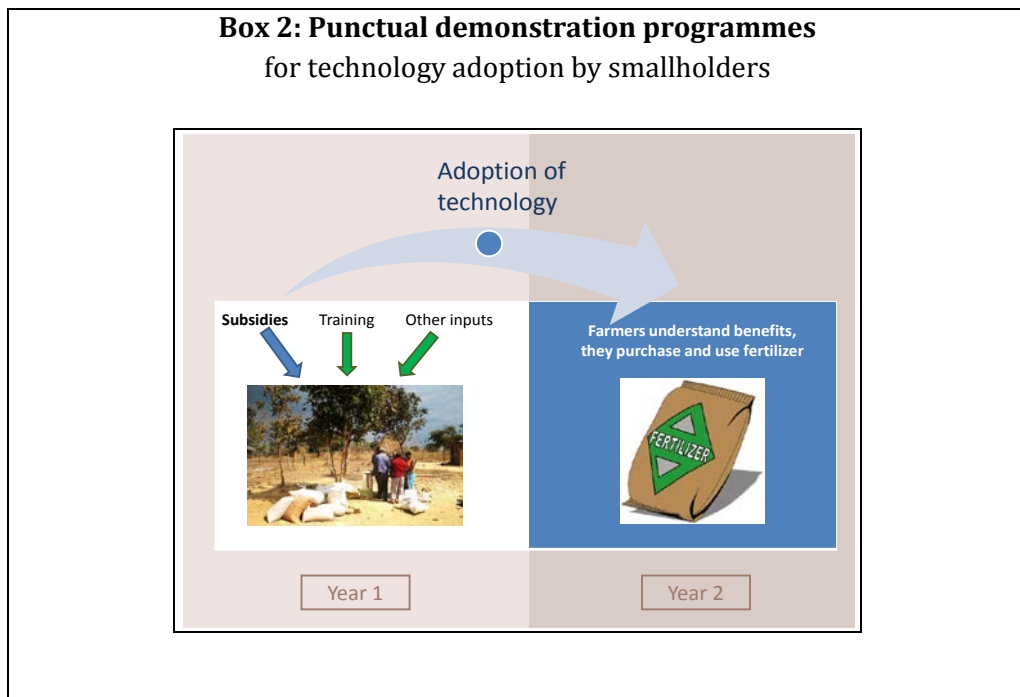 Box 2: Punctual demonstration programmes
for technology adoption by smallholders
Adoption of
technology
Subsidies Training Other inputs
Farmers understand benefits,
they purchase and use fertilizer
FERTILIZER
Year 1
Year 2